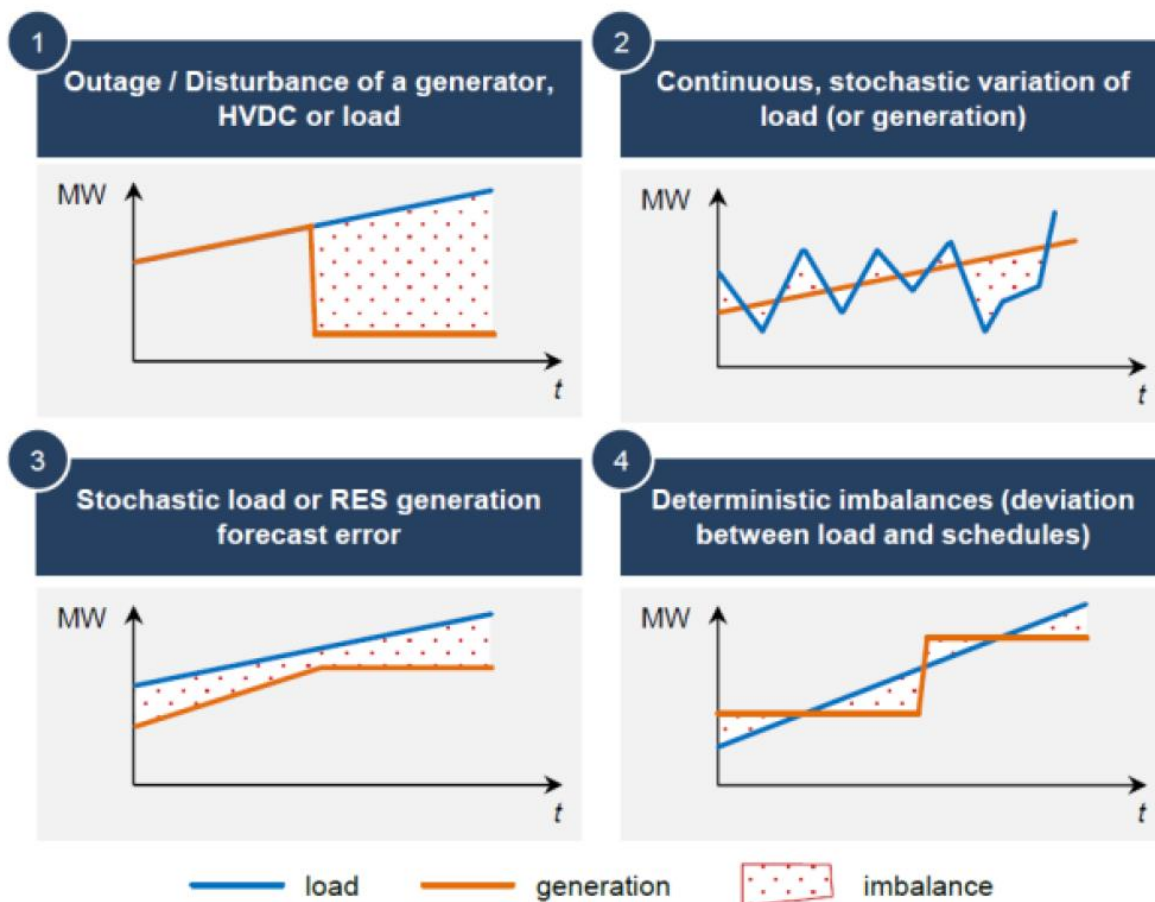 1
Outage / Disturbance of a generator,
HVDC or load
MW
t
2
Continuous, stochastic variation of
load (or generation)
MW
t
3
Stochastic load or RES generation
forecast error
MW
t
4
Deterministic imbalances (deviation
between load and schedules)
MW
t
load generation imbalance